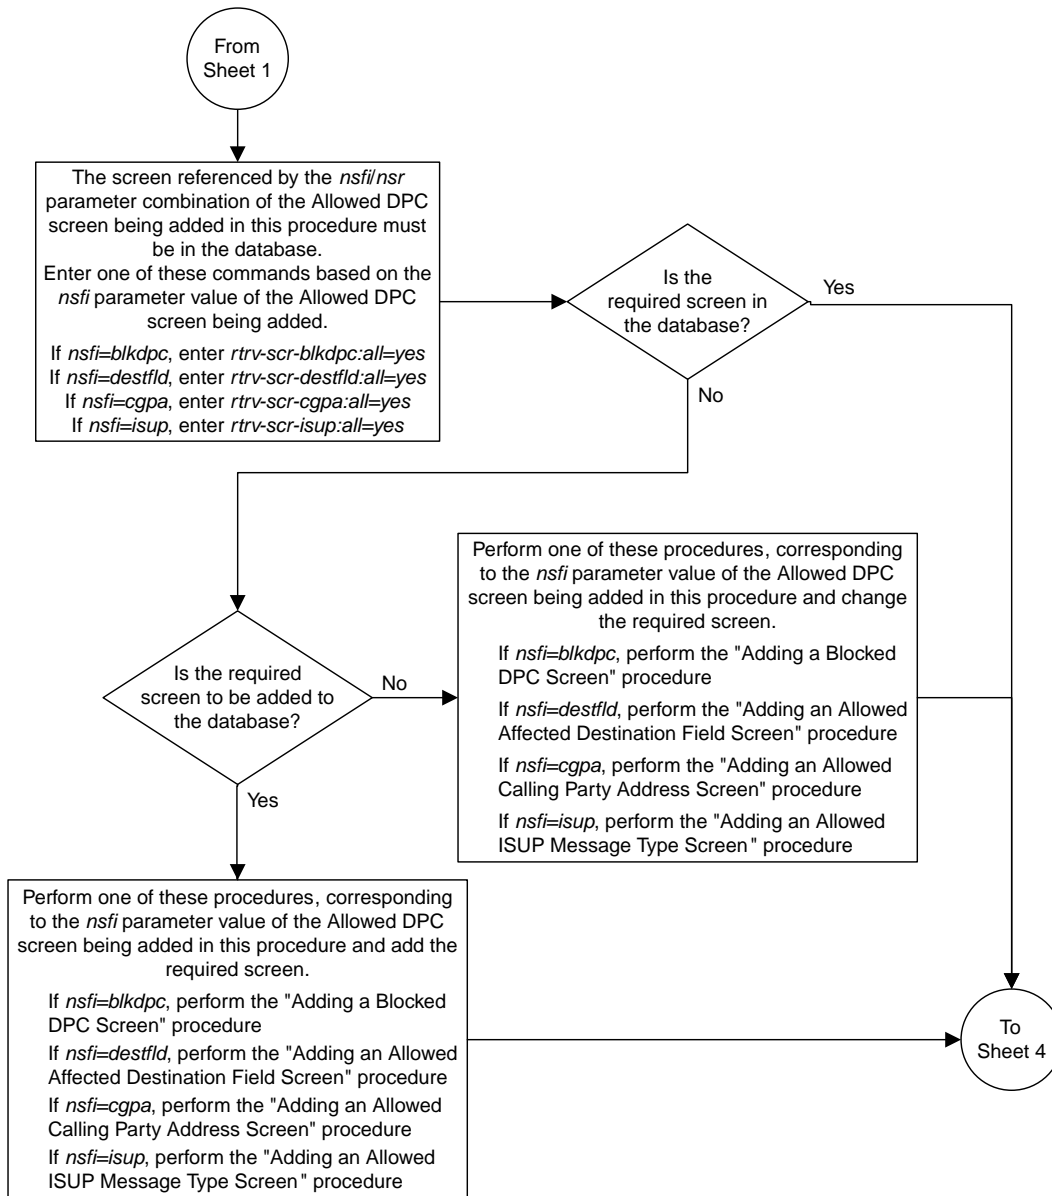 From
Sheet 1
The screen referenced by the nsfi/nsr
parameter combination of the Allowed DPC
screen being added in this procedure must
be in the database.
Enter one of these commands based on the
nsfi parameter value of the Allowed DPC
screen being added.
If nsfi=blkdpc, enter rtrv-scr-blkdpc:all=yes
If nsfi=destfld, enter rtrv-scr-destfld:all=yes
If nsfi=cgpa, enter rtrv-scr-cgpa:all=yes
If nsfi=isup, enter rtrv-scr-isup:all=yes
Is the
required screen in
the database?
Yes
No
Is the required
screen to be added to
the database?
No
Yes
Perform one of these procedures, corresponding
to the nsfi parameter value of the Allowed DPC
screen being added in this procedure and change
the required screen.
If nsfi=blkdpc, perform the "Adding a Blocked
DPC Screen" procedure
If nsfi=destfld, perform the "Adding an Allowed
Affected Destination Field Screen" procedure
If nsfi=cgpa, perform the "Adding an Allowed
Calling Party Address Screen" procedure
If nsfi=isup, perform the "Adding an Allowed
ISUP Message Type Screen" procedure
Perform one of these procedures, corresponding
to the nsfi parameter value of the Allowed DPC
screen being added in this procedure and add the
required screen.
If nsfi=blkdpc, perform the "Adding a Blocked
DPC Screen" procedure
If nsfi=destfld, perform the "Adding an Allowed
Affected Destination Field Screen" procedure
If nsfi=cgpa, perform the "Adding an Allowed
Calling Party Address Screen" procedure
If nsfi=isup, perform the "Adding an Allowed
ISUP Message Type Screen" procedure
To
Sheet 4